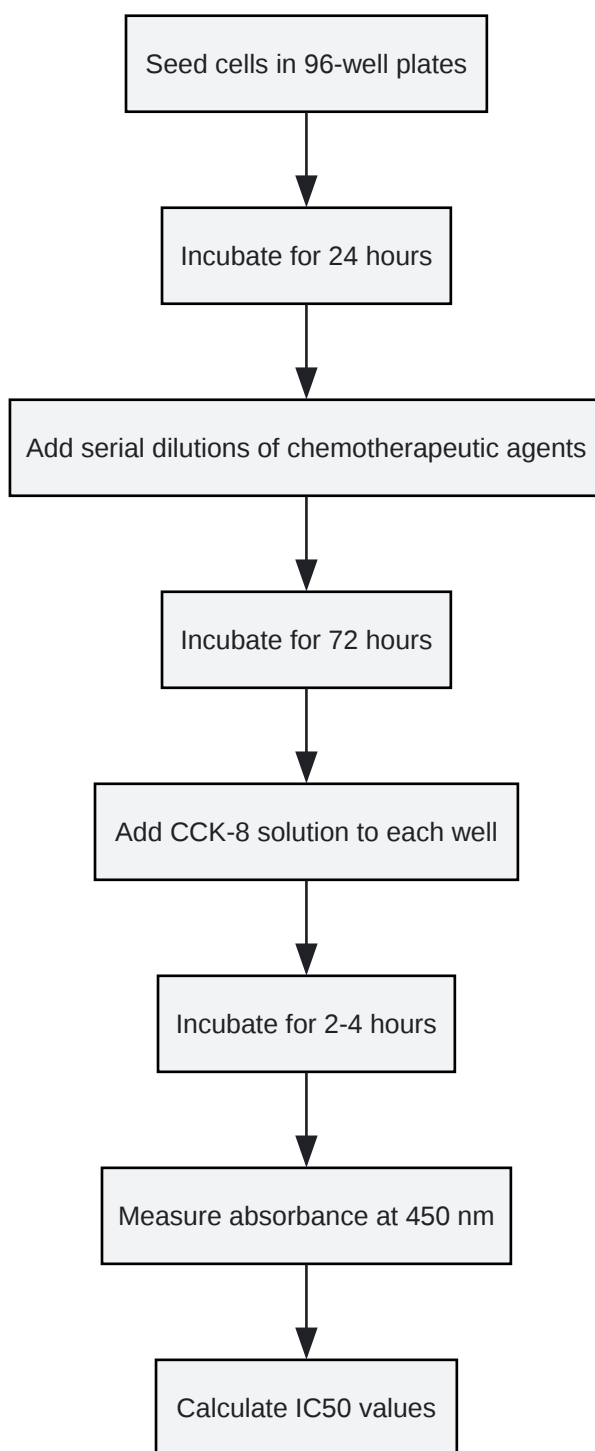 Seed cells in 96-well plates
Incubate for 24 hours
Add serial dilutions of chemotherapeutic agents
Incubate for 72 hours
Add CCK-8 solution to each well
Incubate for 2-4 hours
Measure absorbance at 450 nm
Calculate IC50 values